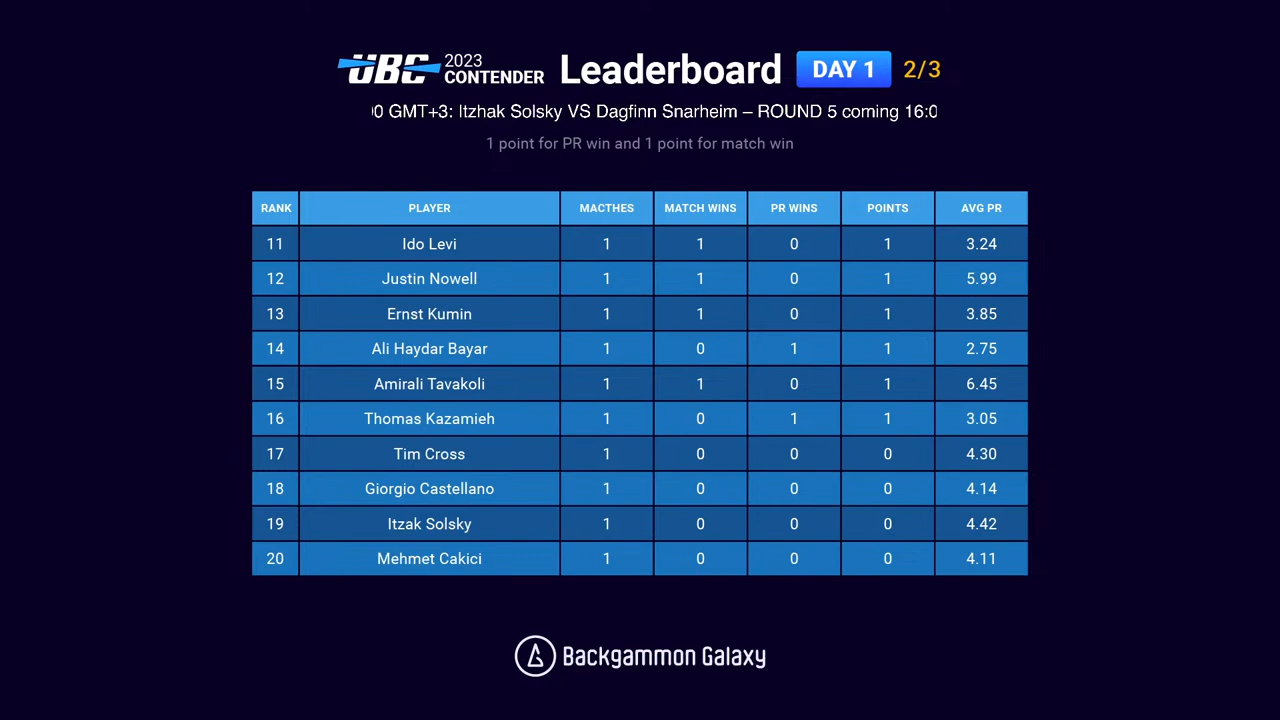 UBC 2023 CONTENDER Leaderboard DAY 1 2/3
00 GMT+3: Itzhak Solsky VS Dagfinn Snarheim – ROUND 5 coming 16:0
1 point for PR win and 1 point for match win
RANK PLAYER MACTHES MATCH WINS PR WINS POINTS AVG PR
11 Ido Levi 1 1 0 1 3.24
12 Justin Nowell 1 1 0 1 5.99
13 Ernst Kumin 1 1 0 1 3.85
14 Ali Haydar Bayar 1 0 1 1 2.75
15 Amirali Tavakoli 1 1 0 1 6.45
16 Thomas Kazamieh 1 0 1 1 3.05
17 Tim Cross 1 0 0 0 4.30
18 Giorgio Castellano 1 0 0 0 4.14
19 Itzak Solsky 1 0 0 0 4.42
20 Mehmet Cakici 1 0 0 0 4.11
Backgammon Galaxy